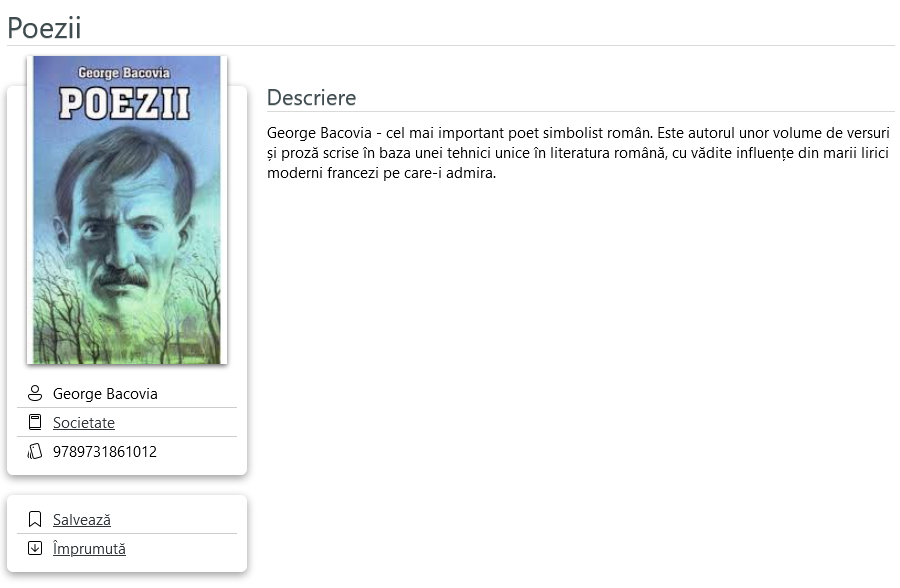 Poezii
George Bacovia
POEZII
George Bacovia
Societate
9789731861012
Salvează
Împrumută
Descriere
George Bacovia - cel mai important poet simbolist român. Este autorul unor volume de versuri
și proză scrise în baza unei tehnici unice în literatura română, cu vădite influențe din marii lirici
moderni francezi pe care-i admira.